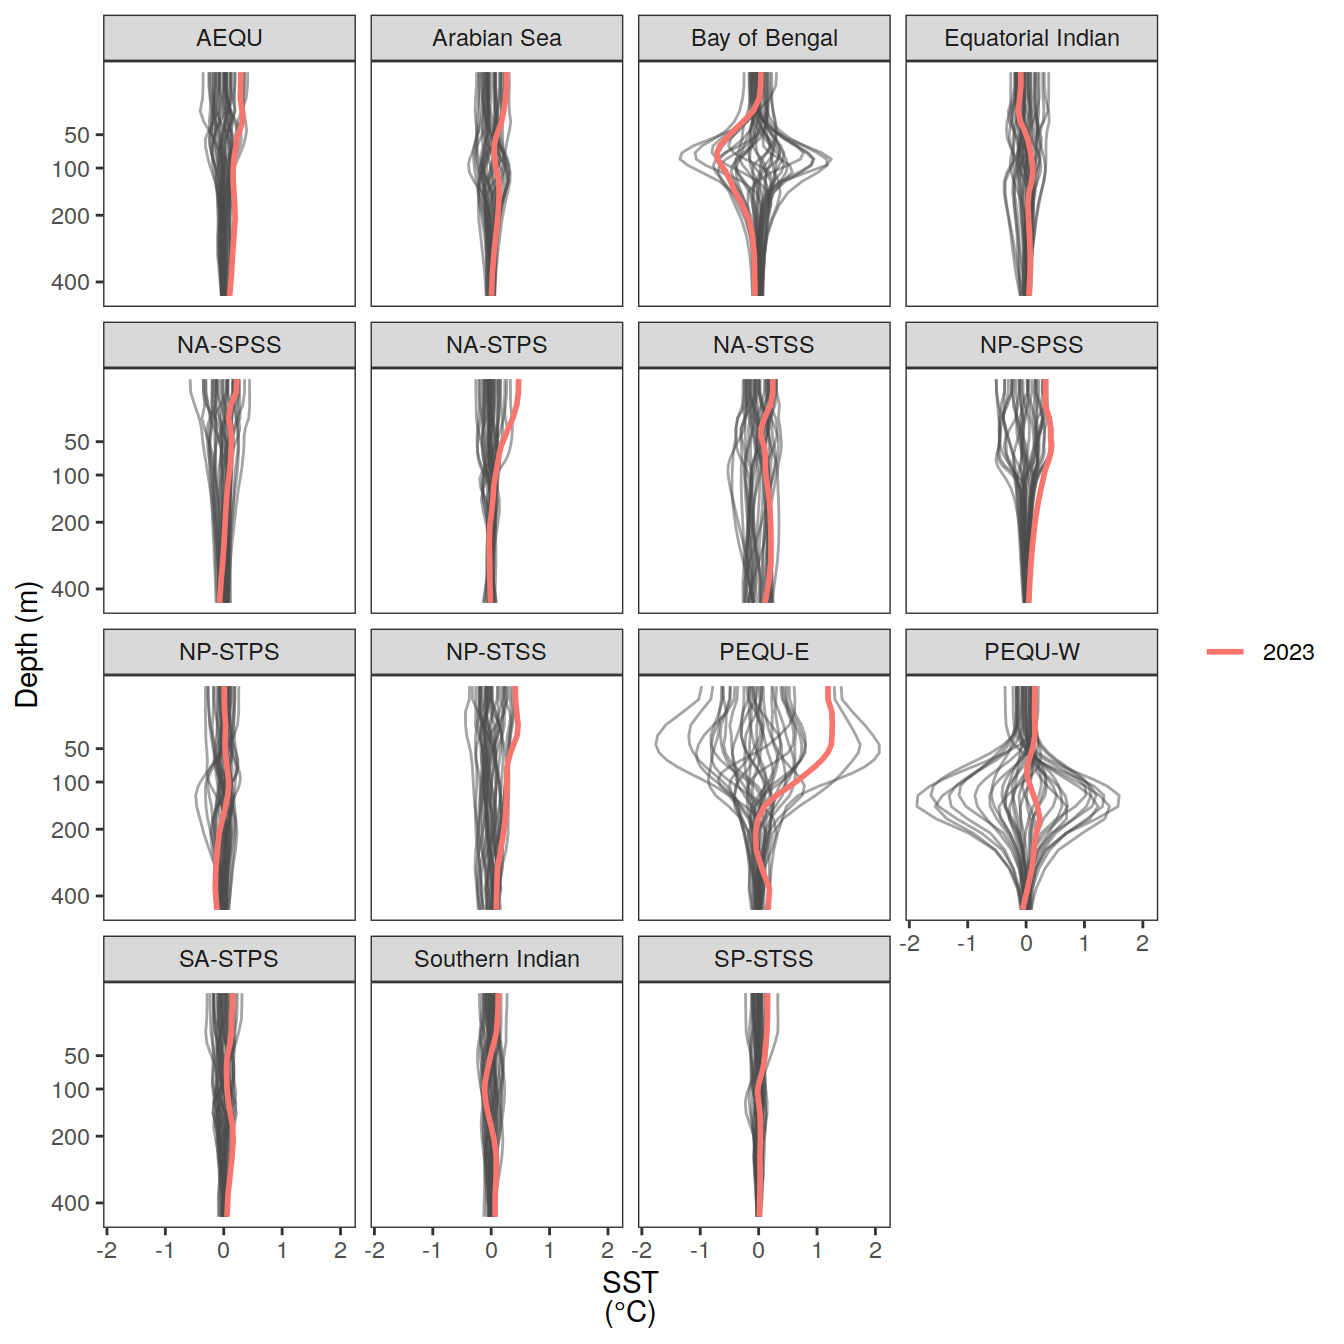 AEQU
Arabian Sea
Bay of Bengal
Equatorial Indian
50
100
200
400
NA-SPSS
NA-STPS
NA-STSS
NP-SPSS
50
100
200
400
NP-STPS
NP-STSS
PEQU-E
PEQU-W
50
100
200
400
-2 -1 0 1 2
SA-STPS
Southern Indian
SP-STSS
50
100
200
400
-2 -1 0 1 2
-2 -1 0 1 2
-2 -1 0 1 2
SST
(°C)
Depth (m)
2023